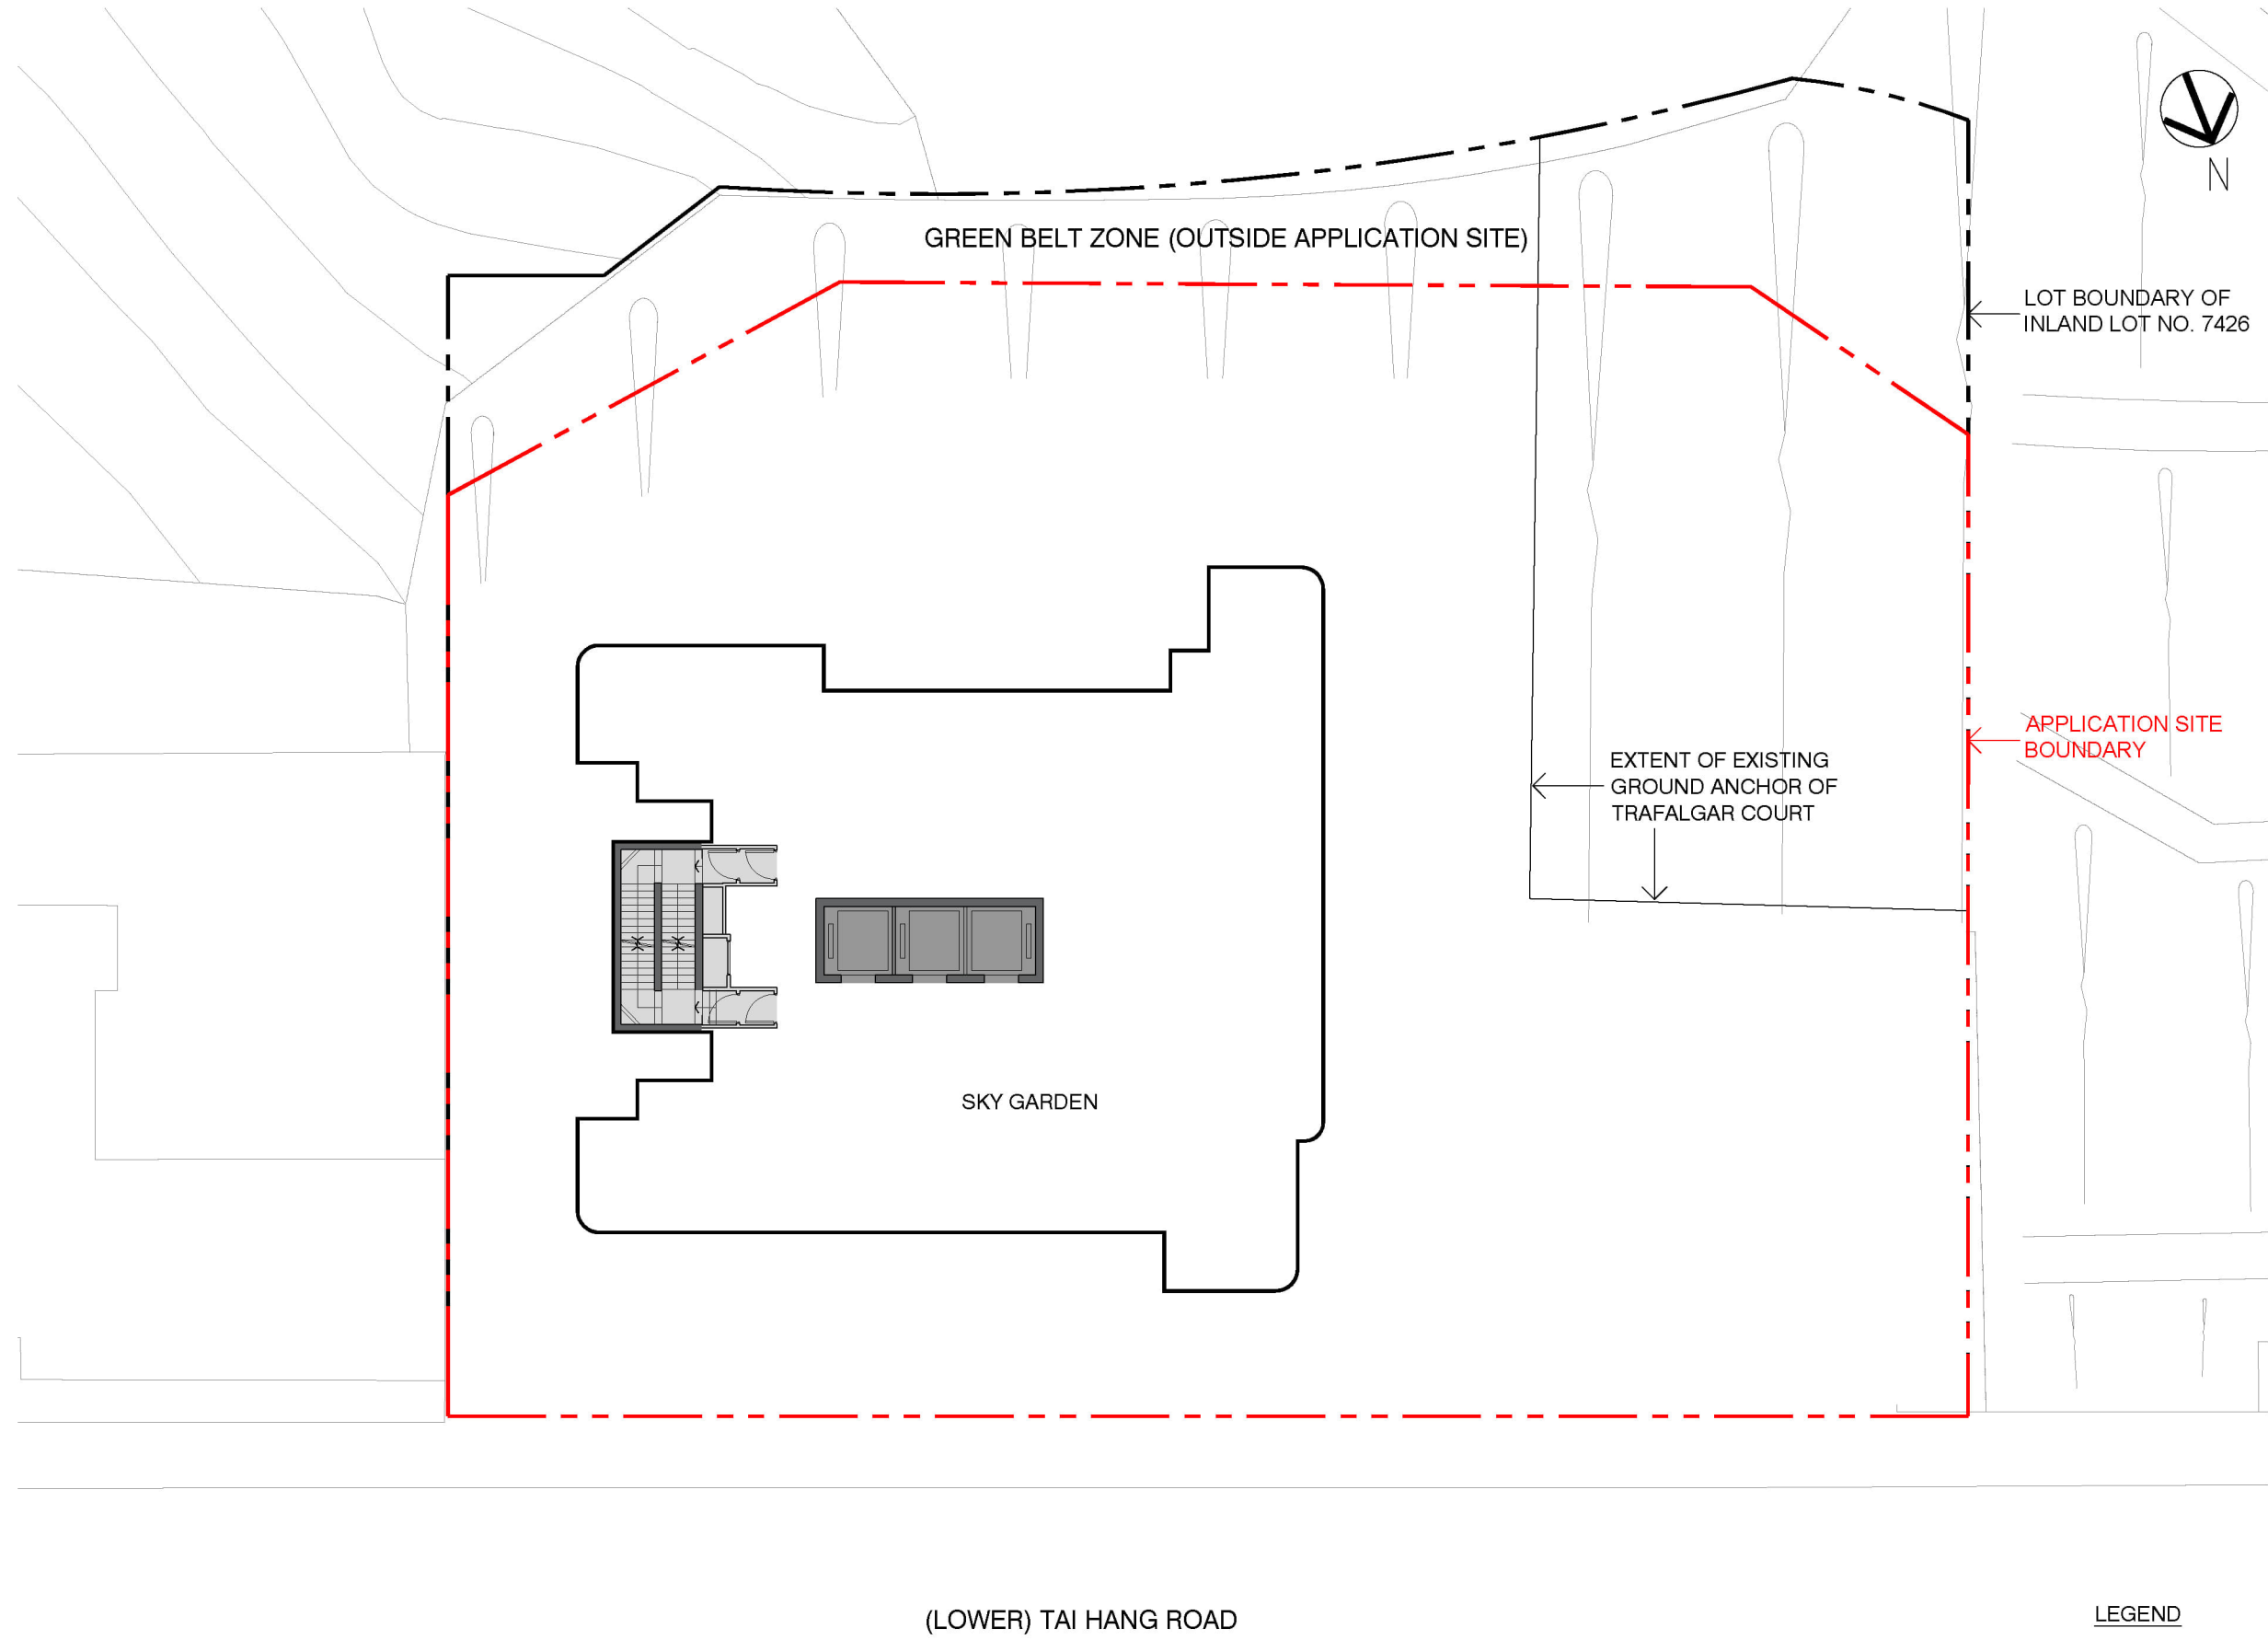 N
GREEN BELT ZONE (OUTSIDE APPLICATION SITE)
LOT BOUNDARY OF
INLAND LOT NO. 7426
APPLICATION SITE
BOUNDARY
EXTENT OF EXISTING
GROUND ANCHOR OF
TRAFALGAR COURT
SKY GARDEN
(LOWER) TAI HANG ROAD
LEGEND